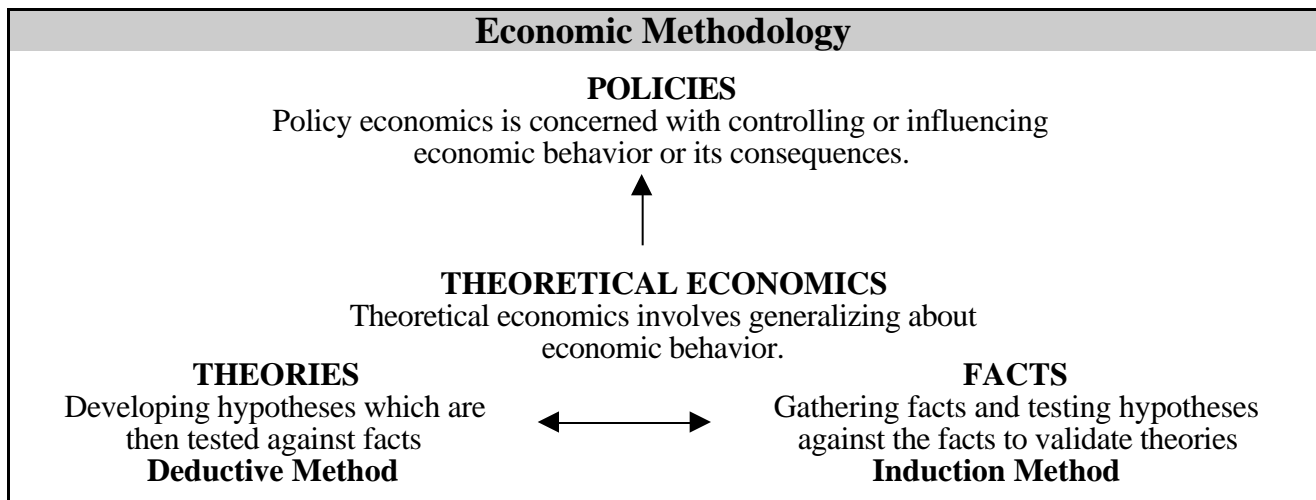 Economic Methodology
POLICIES
Policy economics is concerned with controlling or influencing
economic behavior or its consequences.
THEORETICAL ECONOMICS
Theoretical economics involves generalizing about
economic behavior.
THEORIES
Developing hypotheses which are
then tested against facts
Deductive Method
FACTS
Gathering facts and testing hypotheses
against the facts to validate theories
Induction Method